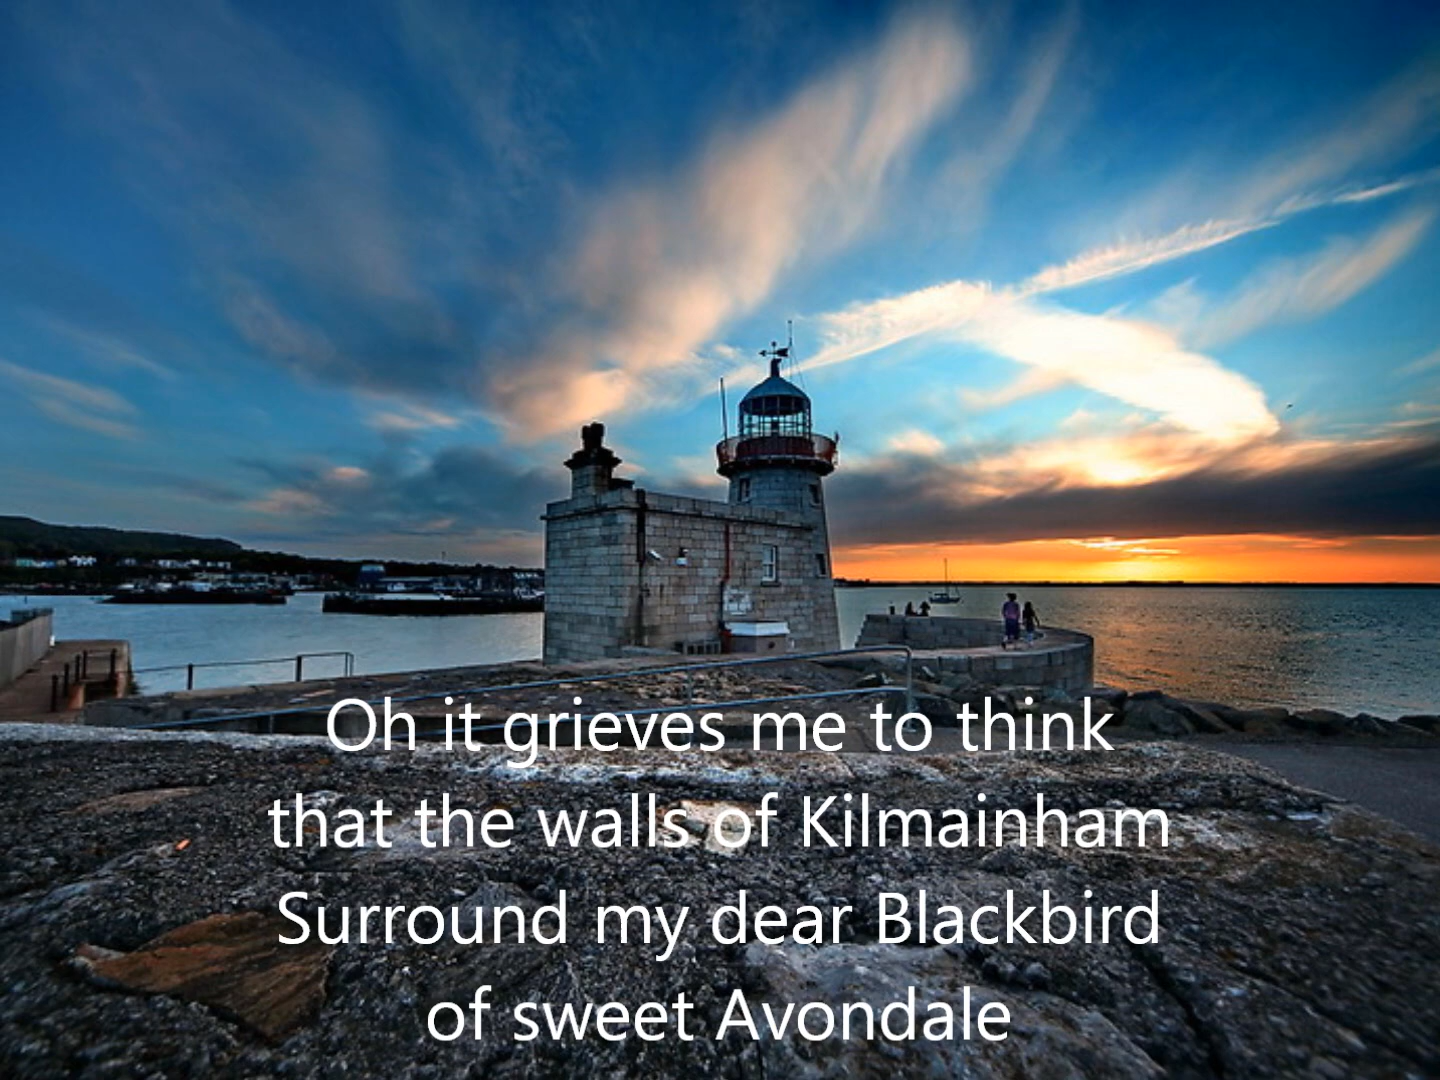 Oh it grieves me to think
that the walls of Kilmainham
Surround my dear Blackbird
of sweet Avondale